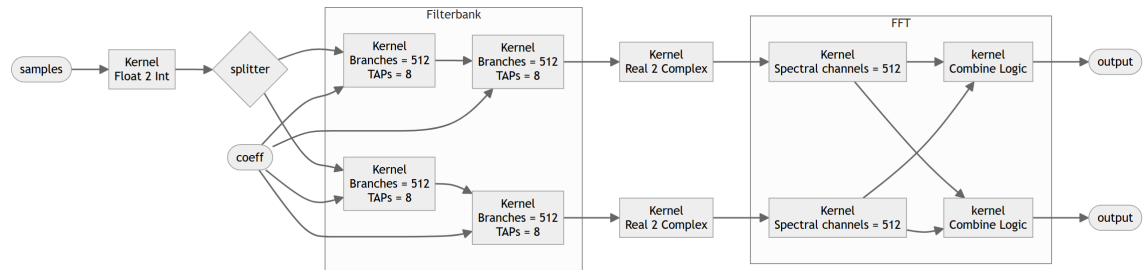 Filterbank
FFT
samples
Kernel
Float 2 Int
splitter
coeff
Kernel
Branches = 512
TAPs = 8
Kernel
Branches = 512
TAPs = 8
Kernel
Real 2 Complex
Kernel
Spectral channels = 512
kernel
Combine Logic
output
Kernel
Branches = 512
TAPs = 8
Kernel
Branches = 512
TAPs = 8
Kernel
Real 2 Complex
Kernel
Spectral channels = 512
kernel
Combine Logic
output